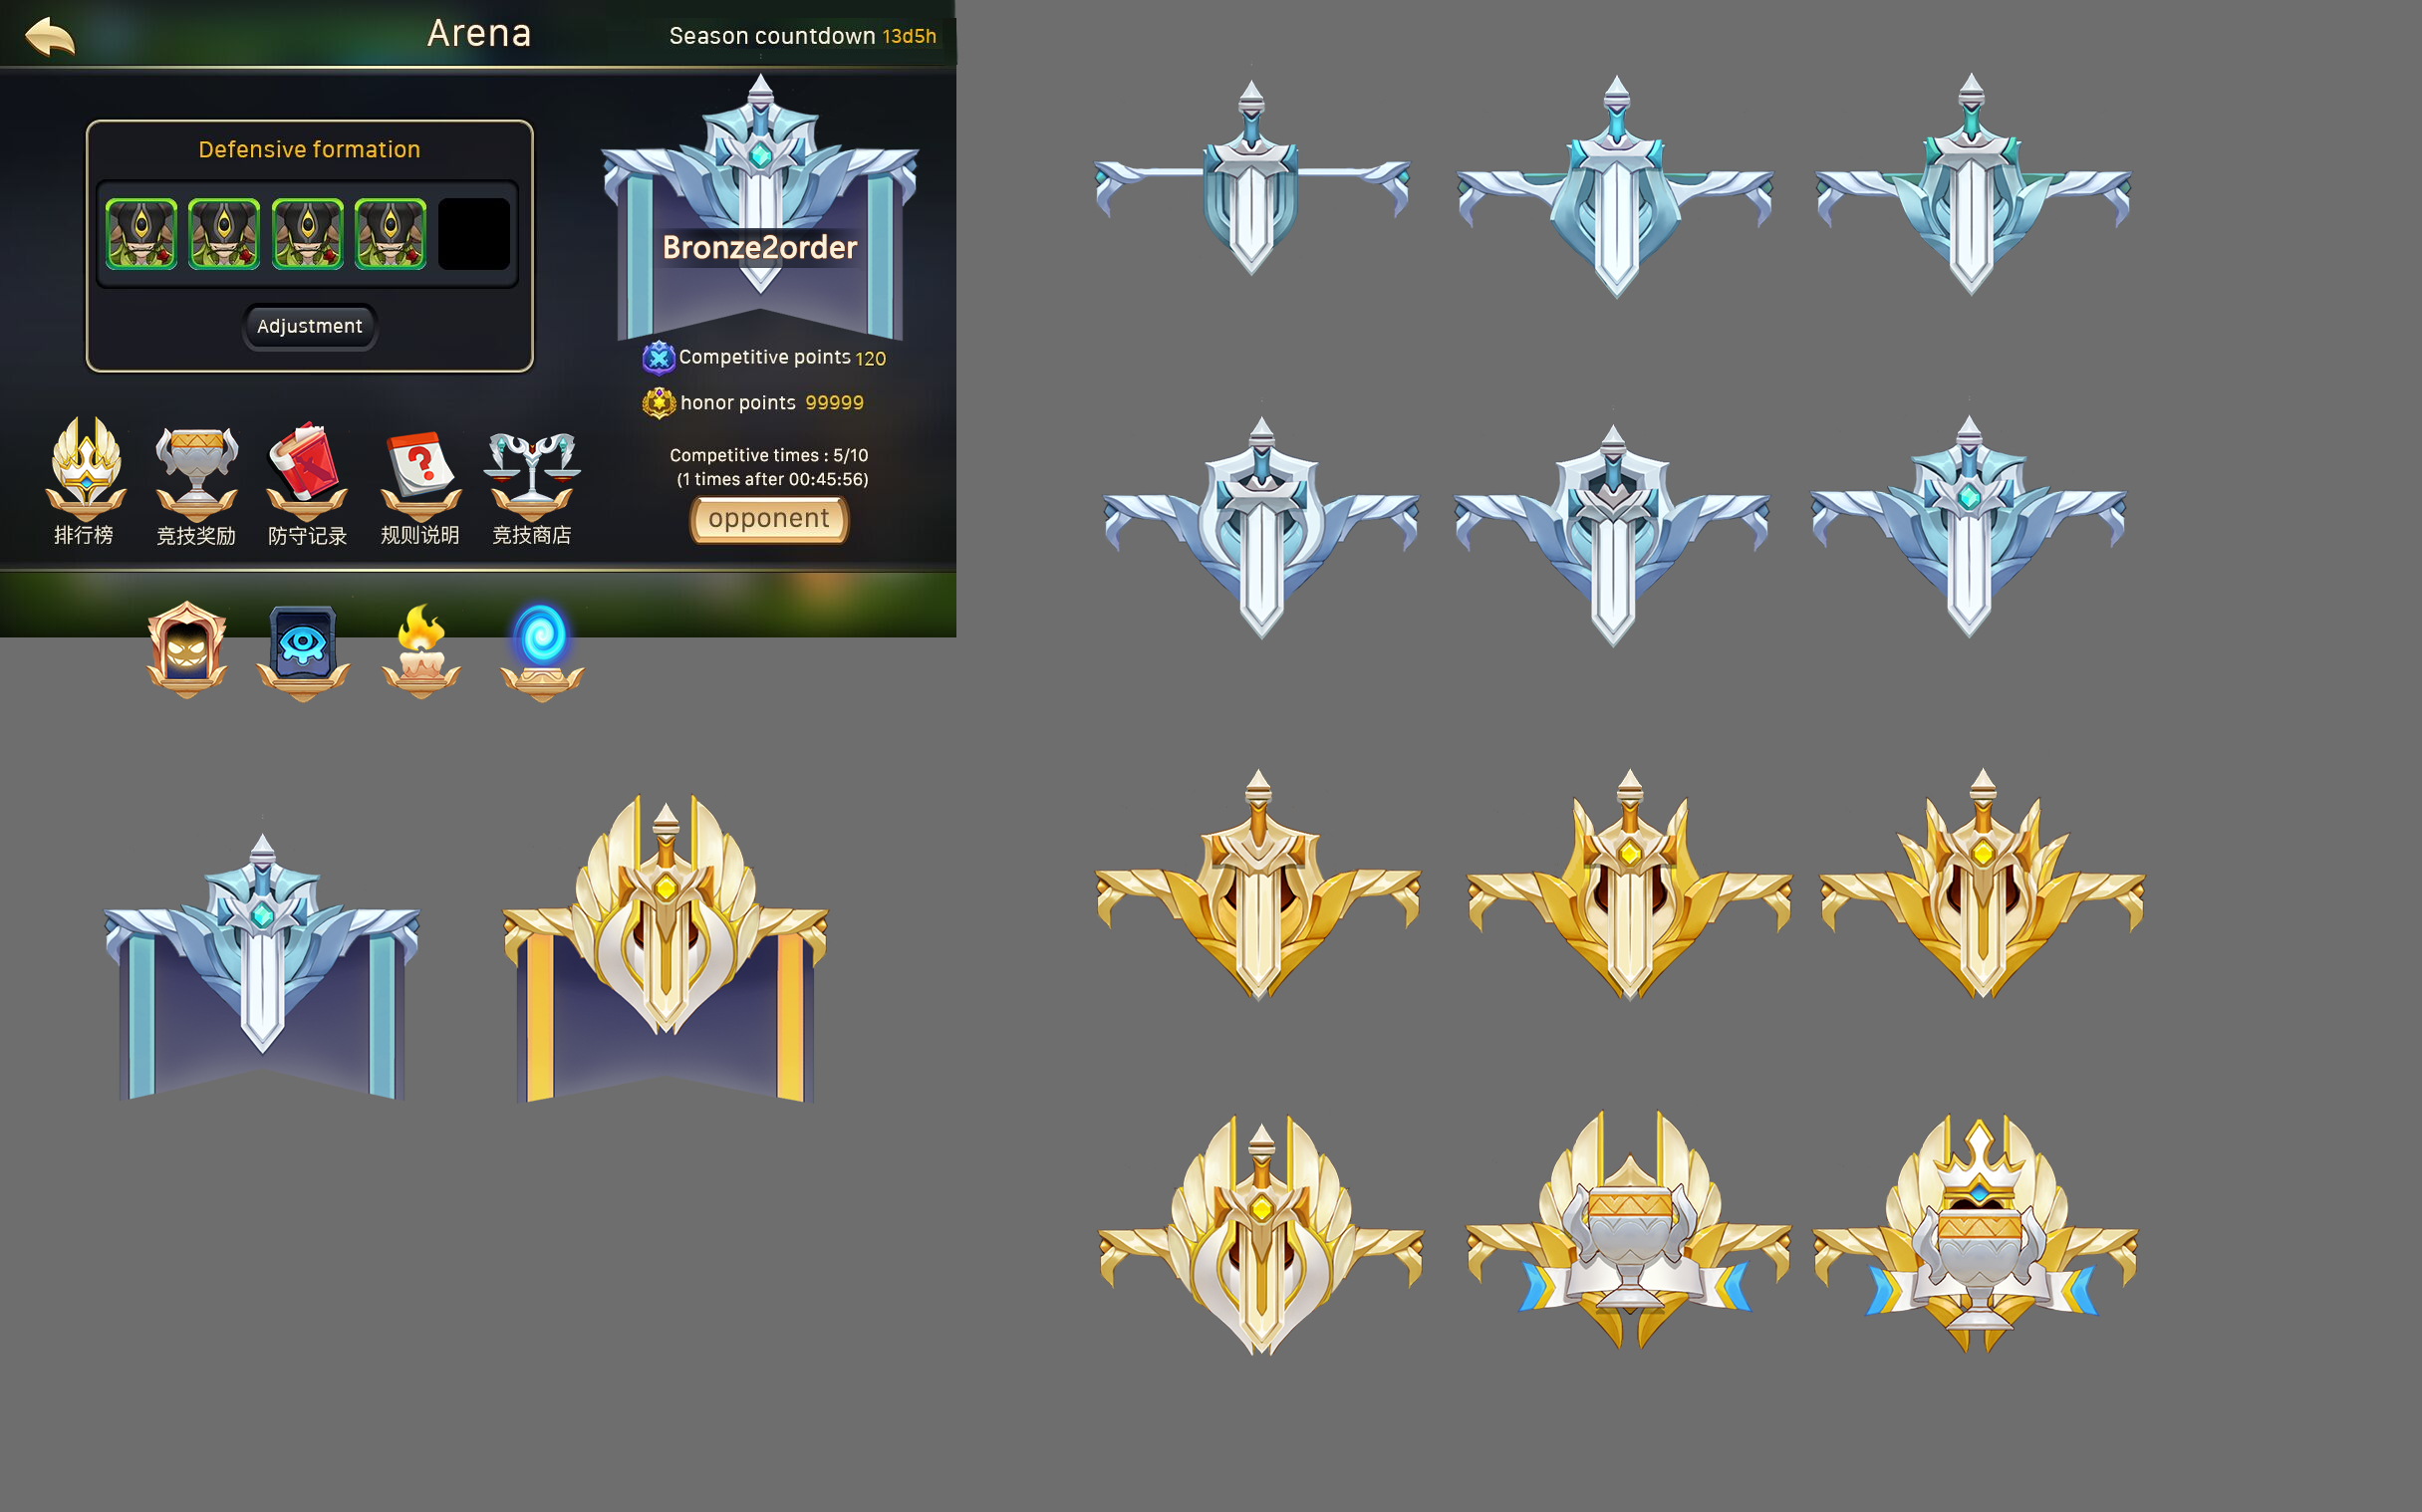 Arena
Season countdown 13d5h
Defensive formation
Adjustment
Bronze2order
Competitive points 120
honor points 99999
Competitive times : 5/10
(1 times after 00:45:56)
opponent
?
排行榜 竞技奖励 防守记录 规则说明 竞技商店